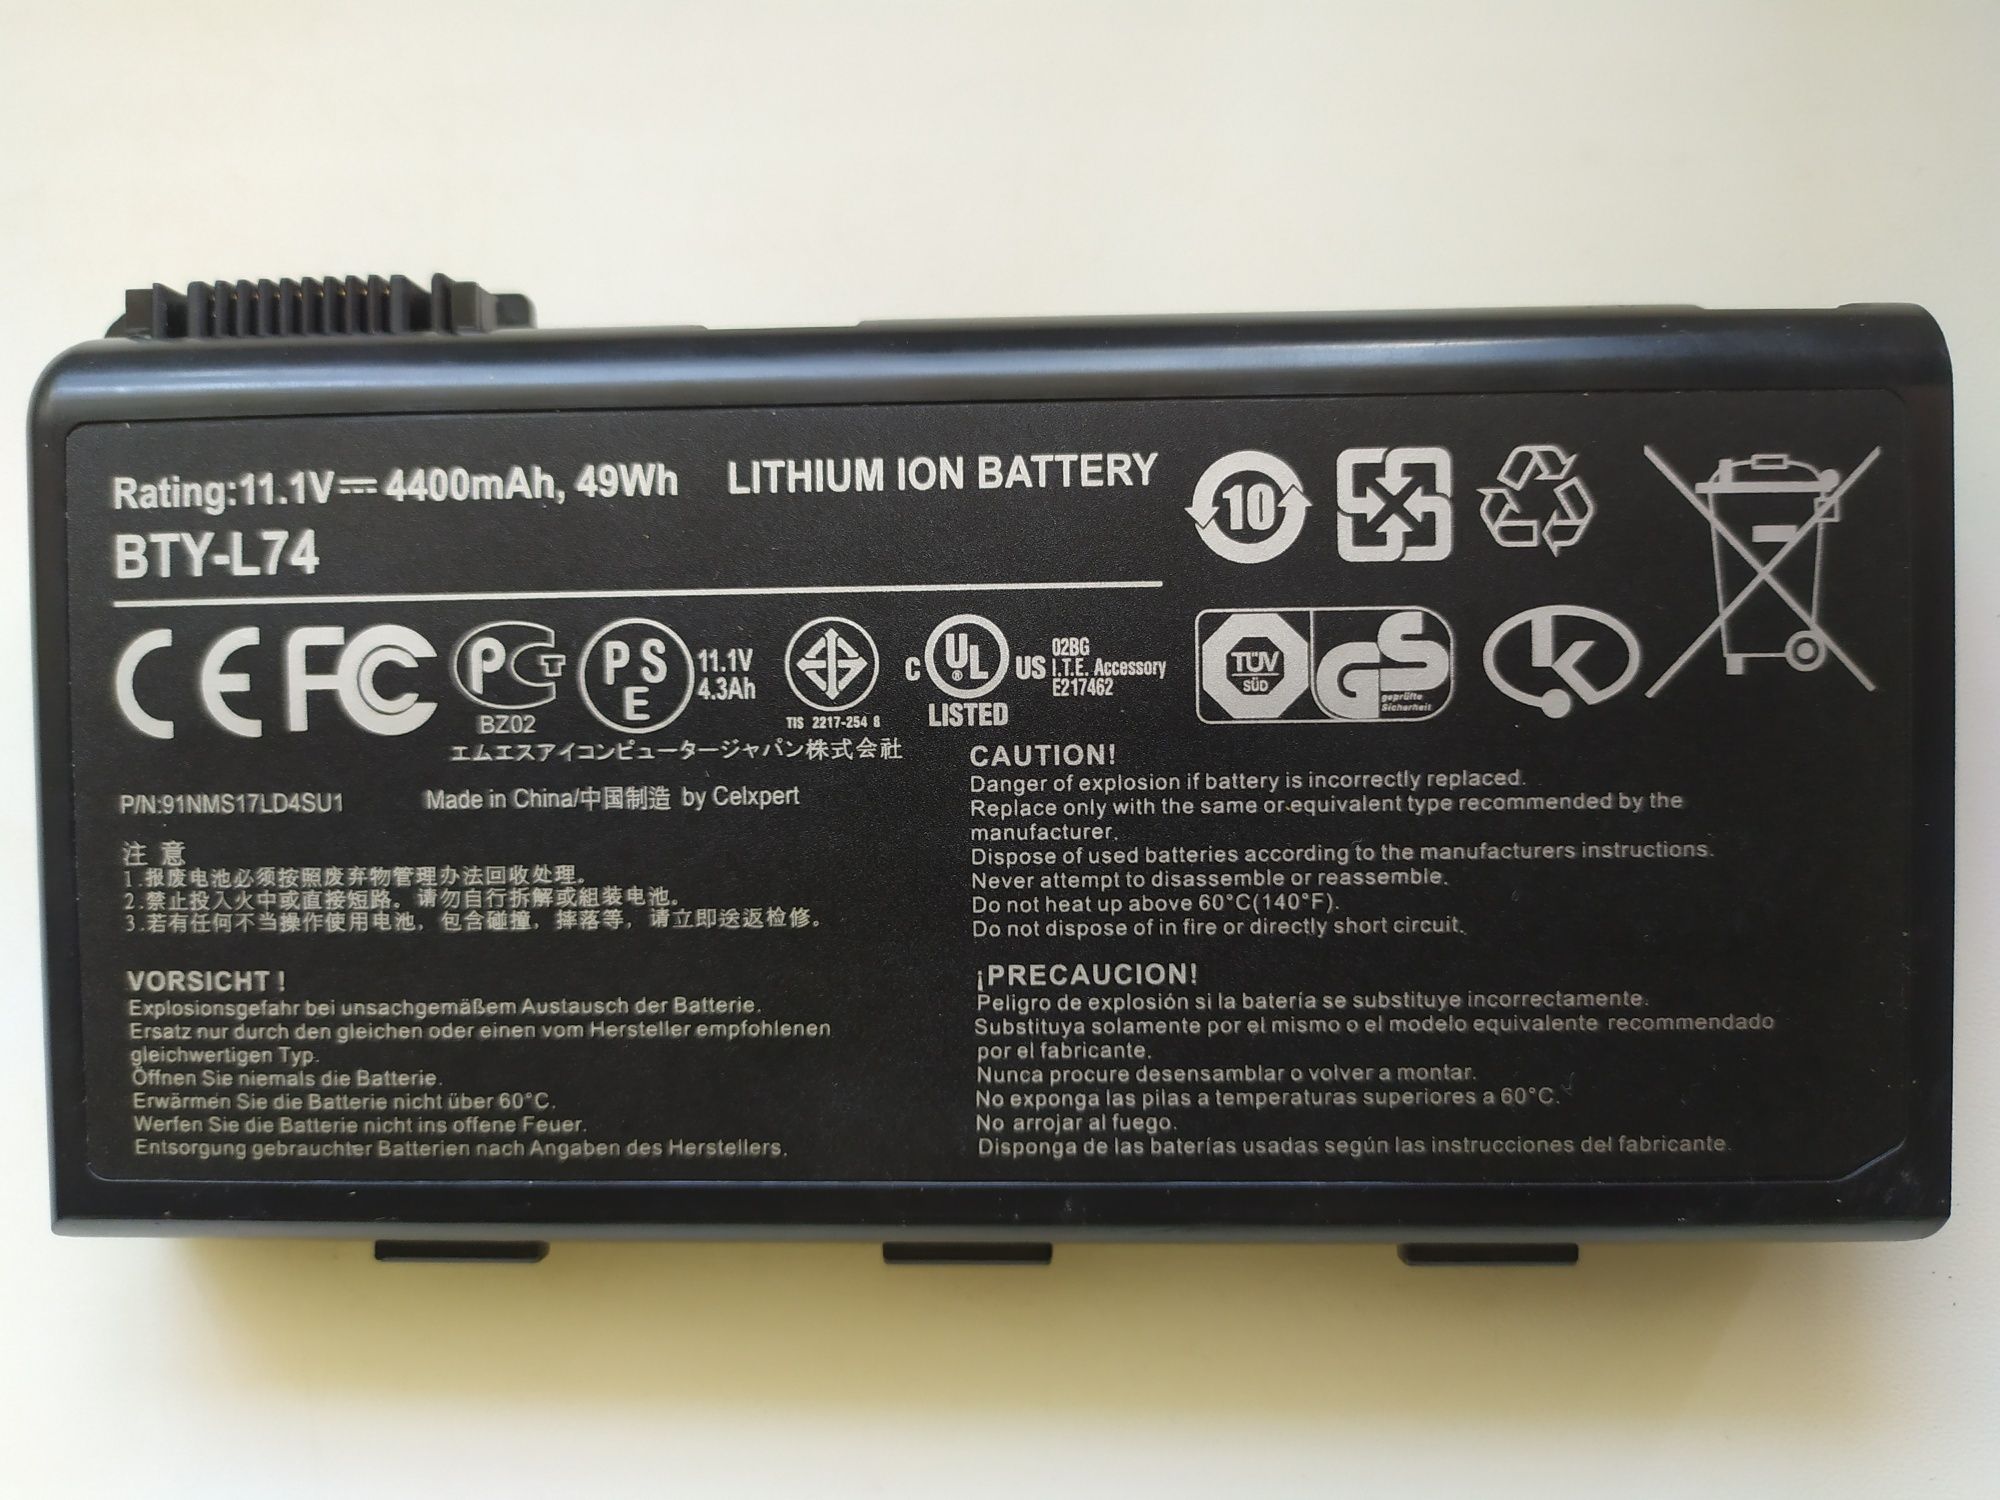 Rating:11.1V⎓4400mAh, 49Wh
LITHIUM ION BATTERY
BTY-L74
10
CE FC PCT
BZ02
PSE
11.1V
4.3Ah
TIS 2217-254 8
C UL US
®
LISTED
02BG
I.T.E. Accessory
E217462
TÜV
SÜD
GS
geprüfte
Sicherheit
K
エムエスアイコンピュータージャパン株式会社
P/N:91NMS17LD4SU1
Made in China/中国制造 by Celxpert
注 意
1.报废电池必须按照废弃物管理办法回收处理。
2.禁止投入火中或直接短路。请勿自行拆解或组装电池。
3.若有任何不当操作使用电池，包含碰撞，摔落等，请立即送返检修。
VORSICHT !
Explosionsgefahr bei unsachgemäßem Austausch der Batterie.
Ersatz nur durch den gleichen oder einen vom Hersteller empfohlenen
gleichwertigen Typ.
Öffnen Sie niemals die Batterie.
Erwärmen Sie die Batterie nicht über 60°C.
Werfen Sie die Batterie nicht ins offene Feuer.
Entsorgung gebrauchter Batterien nach Angaben des Herstellers.
CAUTION!
Danger of explosion if battery is incorrectly replaced.
Replace only with the same or equivalent type recommended by the
manufacturer.
Dispose of used batteries according to the manufacturers instructions.
Never attempt to disassemble or reassemble.
Do not heat up above 60°C(140°F).
Do not dispose of in fire or directly short circuit.
¡PRECAUCION!
Peligro de explosión si la batería se substituye incorrectamente.
Substituya solamente por el mismo o el modelo equivalente recommendado
por el fabricante.
Nunca procure desensamblar o volver a montar.
No exponga las pilas a temperaturas superiores a 60°C.
No arrojar al fuego.
Disponga de las baterías usadas según las instrucciones del fabricante.